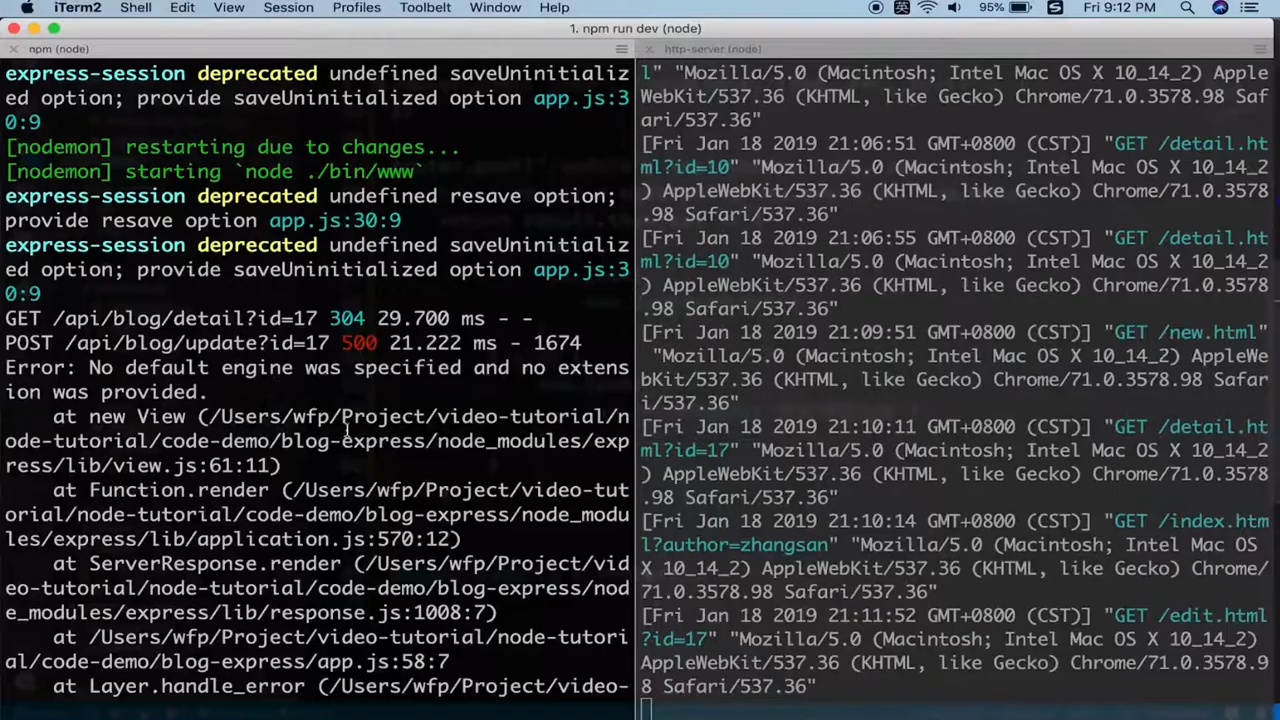 iTerm2 Shell Edit View Session Profiles Toolbelt Window Help 英 95% S Fri 9:12 PM
1. npm run dev (node)
npm (node)
http-server (node)
express-session deprecated undefined saveUninitializ
ed option; provide saveUninitialized option app.js:3
0:9
[nodemon] restarting due to changes...
[nodemon] starting `node ./bin/www`
express-session deprecated undefined resave option;
provide resave option app.js:30:9
express-session deprecated undefined saveUninitializ
ed option; provide saveUninitialized option app.js:3
0:9
GET /api/blog/detail?id=17 304 29.700 ms - -
POST /api/blog/update?id=17 500 21.222 ms - 1674
Error: No default engine was specified and no extens
ion was provided.
at new View (/Users/wfp/Project/video-tutorial/n
ode-tutorial/code-demo/blog-express/node_modules/exp
ress/lib/view.js:61:11)
at Function.render (/Users/wfp/Project/video-tut
orial/node-tutorial/code-demo/blog-express/node_modu
les/express/lib/application.js:570:12)
at ServerResponse.render (/Users/wfp/Project/vid
eo-tutorial/node-tutorial/code-demo/blog-express/nod
e_modules/express/lib/response.js:1008:7)
at /Users/wfp/Project/video-tutorial/node-tutori
al/code-demo/blog-express/app.js:58:7
at Layer.handle_error (/Users/wfp/Project/video-
l" "Mozilla/5.0 (Macintosh; Intel Mac OS X 10_14_2) Apple
WebKit/537.36 (KHTML, like Gecko) Chrome/71.0.3578.98 Saf
ari/537.36"
[Fri Jan 18 2019 21:06:51 GMT+0800 (CST)] "GET /detail.ht
ml?id=10" "Mozilla/5.0 (Macintosh; Intel Mac OS X 10_14_2
) AppleWebKit/537.36 (KHTML, like Gecko) Chrome/71.0.3578
.98 Safari/537.36"
[Fri Jan 18 2019 21:06:55 GMT+0800 (CST)] "GET /detail.ht
ml?id=10" "Mozilla/5.0 (Macintosh; Intel Mac OS X 10_14_2
) AppleWebKit/537.36 (KHTML, like Gecko) Chrome/71.0.3578
.98 Safari/537.36"
[Fri Jan 18 2019 21:09:51 GMT+0800 (CST)] "GET /new.html"
"Mozilla/5.0 (Macintosh; Intel Mac OS X 10_14_2) AppleWe
bKit/537.36 (KHTML, like Gecko) Chrome/71.0.3578.98 Safar
i/537.36"
[Fri Jan 18 2019 21:10:11 GMT+0800 (CST)] "GET /detail.ht
ml?id=17" "Mozilla/5.0 (Macintosh; Intel Mac OS X 10_14_2
) AppleWebKit/537.36 (KHTML, like Gecko) Chrome/71.0.3578
.98 Safari/537.36"
[Fri Jan 18 2019 21:10:14 GMT+0800 (CST)] "GET /index.htm
l?author=zhangsan" "Mozilla/5.0 (Macintosh; Intel Mac OS
X 10_14_2) AppleWebKit/537.36 (KHTML, like Gecko) Chrome/
71.0.3578.98 Safari/537.36"
[Fri Jan 18 2019 21:11:52 GMT+0800 (CST)] "GET /edit.html
?id=17" "Mozilla/5.0 (Macintosh; Intel Mac OS X 10_14_2)
AppleWebKit/537.36 (KHTML, like Gecko) Chrome/71.0.3578.9
8 Safari/537.36"